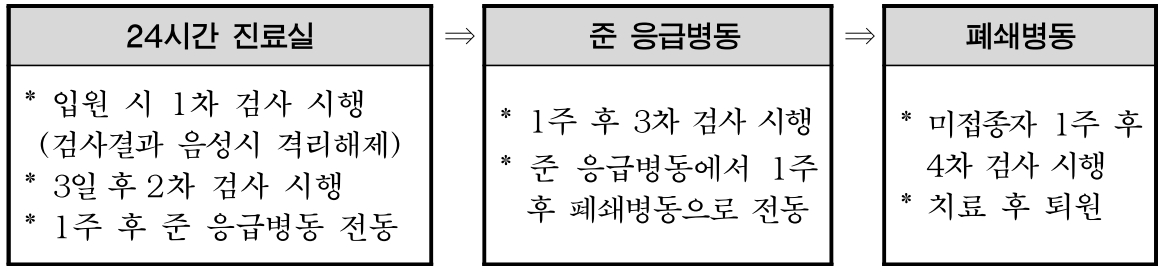 24시간 진료실
* 입원 시 1차 검사 시행
(검사결과 음성시 격리해제)
* 3일 후 2차 검사 시행
* 1주 후 준 응급병동 전동
⇒
준 응급병동
* 1주 후 3차 검사 시행
* 준 응급병동에서 1주
후 폐쇄병동으로 전동
⇒
폐쇄병동
* 미접종자 1주 후
4차 검사 시행
* 치료 후 퇴원